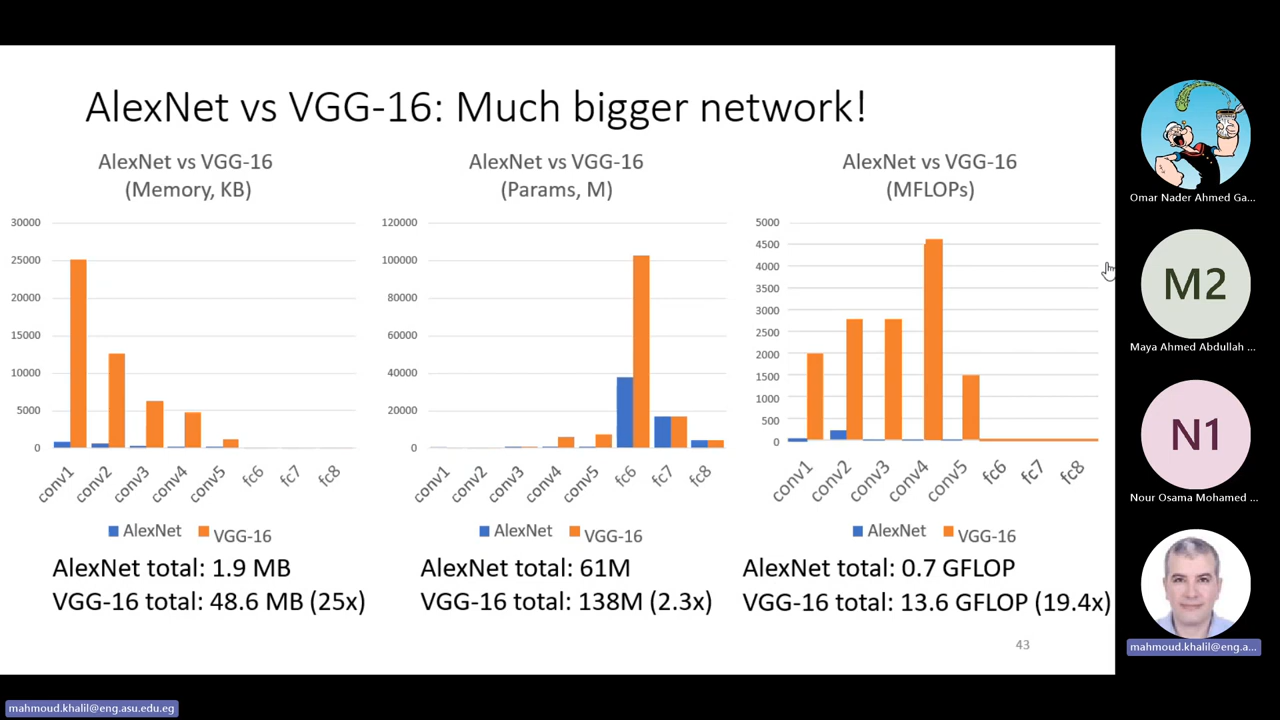 AlexNet vs VGG-16: Much bigger network!
AlexNet vs VGG-16
(Memory, KB)
30000
25000
20000
15000
10000
5000
0
conv1
conv2
conv3
conv4
conv5
fc6
fc7
fc8
AlexNet
VGG-16
AlexNet total: 1.9 MB
VGG-16 total: 48.6 MB (25x)
AlexNet vs VGG-16
(Params, M)
120000
100000
80000
60000
40000
20000
0
conv1
conv2
conv3
conv4
conv5
fc6
fc7
fc8
AlexNet
VGG-16
AlexNet total: 61M
VGG-16 total: 138M (2.3x)
AlexNet vs VGG-16
(MFLOPs)
5000
4500
4000
3500
3000
2500
2000
1500
1000
500
0
conv1
conv2
conv3
conv4
conv5
fc6
fc7
fc8
AlexNet
VGG-16
AlexNet total: 0.7 GFLOP
VGG-16 total: 13.6 GFLOP (19.4x)
43
Omar Nader Ahmed Ga...
M2
Maya Ahmed Abdullah ...
N1
Nour Osama Mohamed ...
mahmoud.khalil@eng.a...
mahmoud.khalil@eng.asu.edu.eg